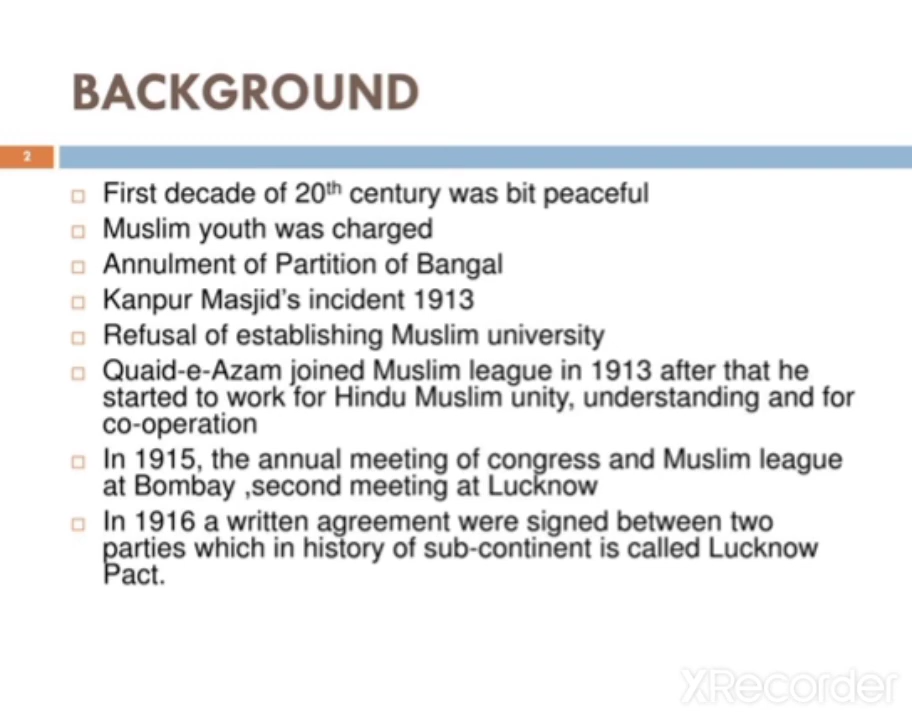 BACKGROUND
2
First decade of 20th century was bit peaceful
Muslim youth was charged
Annulment of Partition of Bangal
Kanpur Masjid's incident 1913
Refusal of establishing Muslim university
Quaid-e-Azam joined Muslim league in 1913 after that he
started to work for Hindu Muslim unity, understanding and for
co-operation
In 1915, the annual meeting of congress and Muslim league
at Bombay ,second meeting at Lucknow
In 1916 a written agreement were signed between two
parties which in history of sub-continent is called Lucknow
Pact.
XRecorder